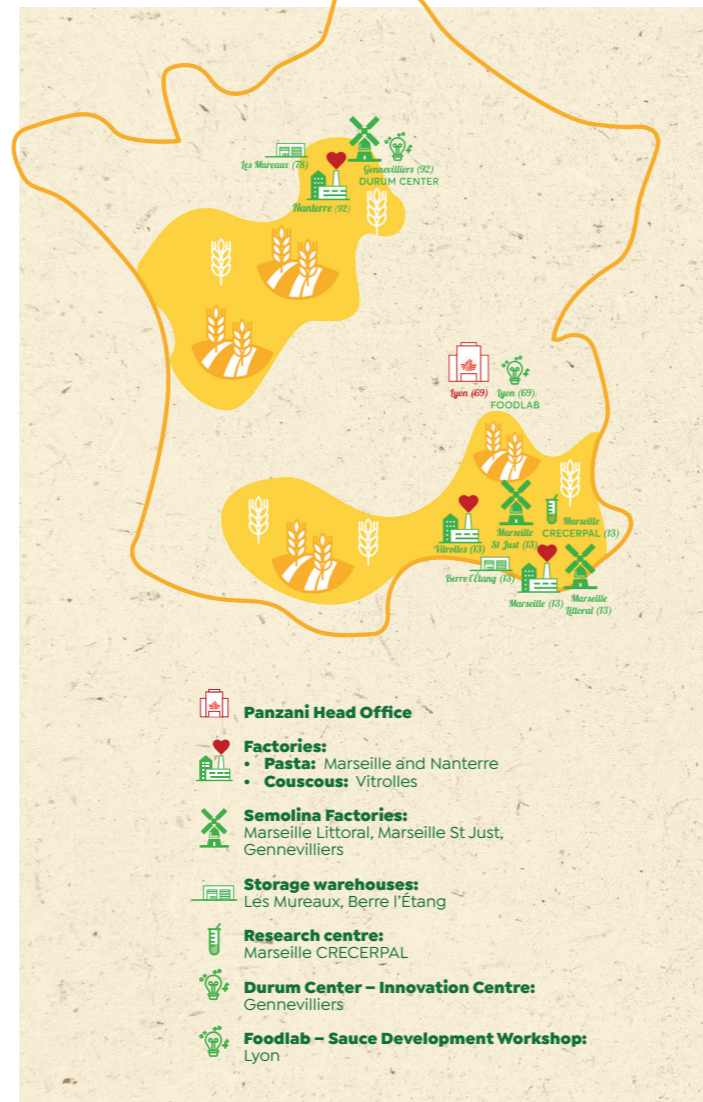 Les Mureaux (78)
Gennevilliers (92)
DURUM CENTER
Nanterre (92)
Lyon (69)
Lyon (69)
FOODLAB
Vitrolles (13)
Marseille
St Just (13)
Marseille
CRECERPAL (13)
Berre l'Étang (13)
Marseille (13)
Marseille
littoral (13)
Panzani Head Office
Factories:
• Pasta: Marseille and Nanterre
• Couscous: Vitrolles
Semolina Factories:
Marseille Littoral, Marseille St Just,
Gennevilliers
Storage warehouses:
Les Mureaux, Berre l'Étang
Research centre:
Marseille CRECERPAL
Durum Center – Innovation Centre:
Gennevilliers
Foodlab – Sauce Development Workshop:
Lyon